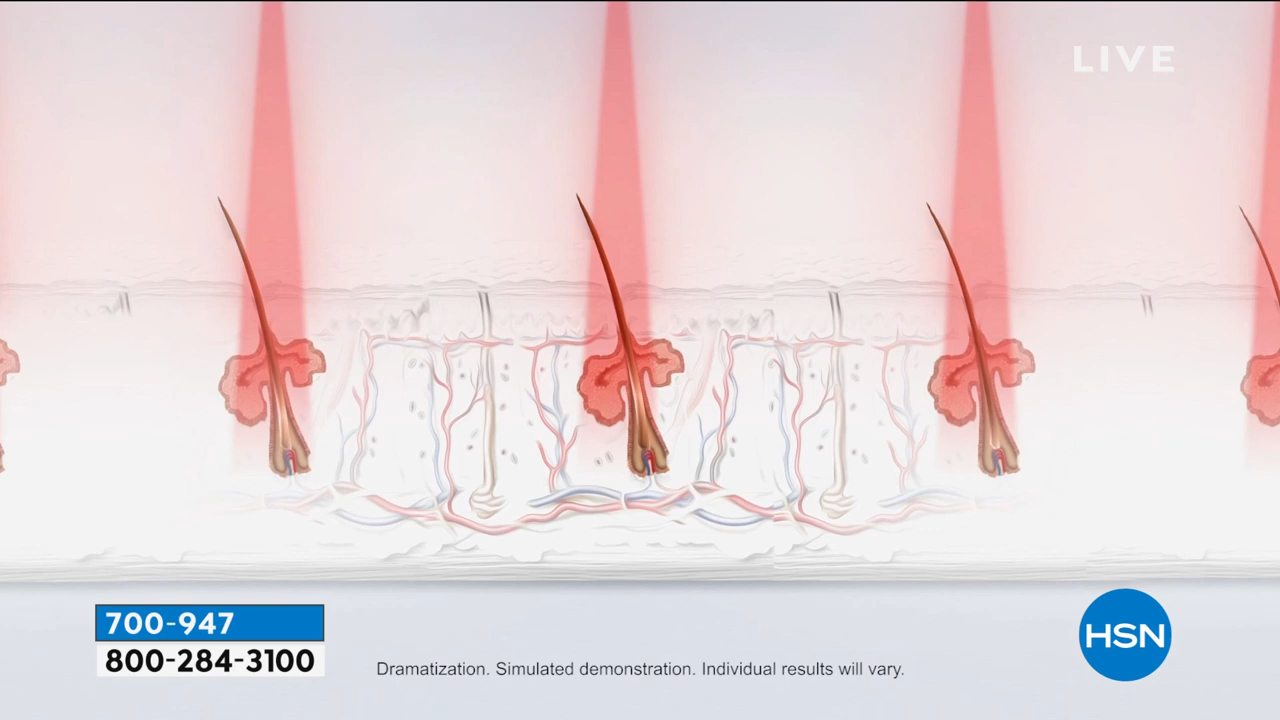 LIVE
700-947
800-284-3100
Dramatization. Simulated demonstration. Individual results will vary.
HSN